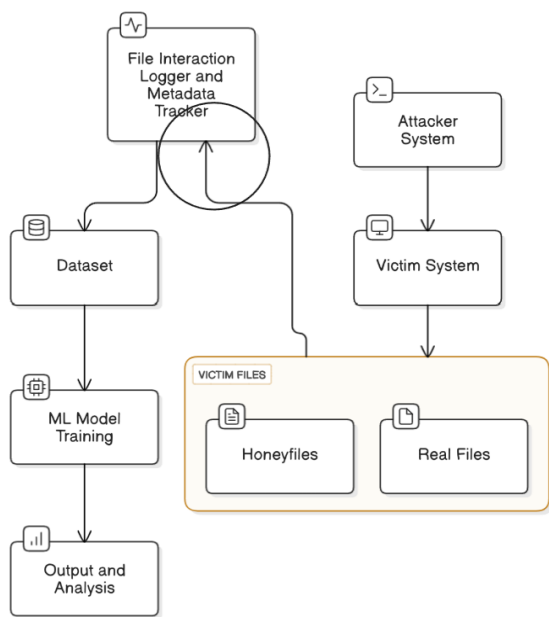 File Interaction
Logger and
Metadata
Tracker
Attacker
System
Dataset
Victim System
VICTIM FILES
ML Model
Training
Honeyfiles
Real Files
Output and
Analysis